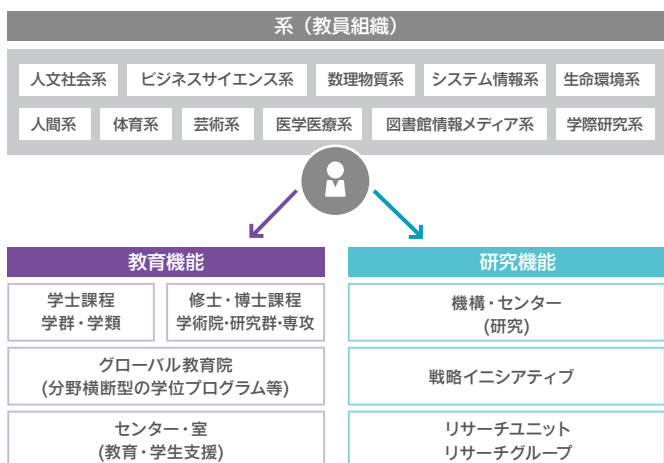 系（教員組織）
人文社会系 ビジネスサイエンス系 数理物質系 システム情報系 生命環境系
人間系 体育系 芸術系 医学医療系 図書館情報メディア系 学際研究系
教育機能
学士課程
学群・学類
修士・博士課程
学術院・研究群・専攻
グローバル教育院
(分野横断型の学位プログラム等)
センター・室
(教育・学生支援)
研究機能
機構・センター
(研究)
戦略イニシアティブ
リサーチユニット
リサーチグループ